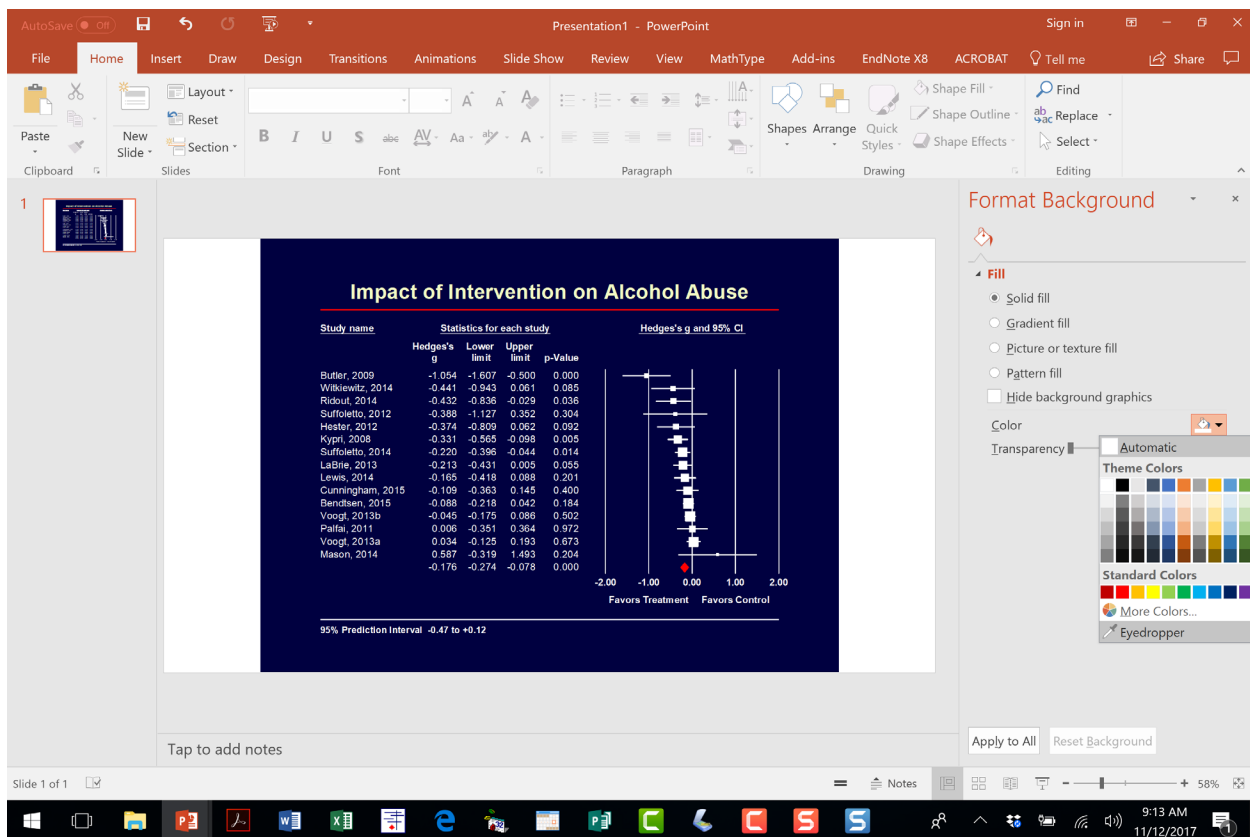 AutoSave Off Presentation1 - PowerPoint Sign in
File Home Insert Draw Design Transitions Animations Slide Show Review View MathType Add-ins EndNote X8 ACROBAT Tell me Share
Paste
New Slide
Layout
Reset
Section
B I U S abc AV Aa A
Shapes Arrange Quick Styles
Shape Fill
Shape Outline
Shape Effects
Find
Replace
Select
Clipboard Slides Font Paragraph Drawing Editing
1
Impact of Intervention on Alcohol Abuse
Study name Statistics for each study Hedges's g and 95% CI
Hedges's Lower Upper
g limit limit p-Value
Butler, 2009 -1.054 -1.607 -0.500 0.000
Witkiewitz, 2014 -0.441 -0.943 0.061 0.085
Ridout, 2014 -0.432 -0.836 -0.029 0.036
Suffoletto, 2012 -0.388 -1.127 0.352 0.304
Hester, 2012 -0.374 -0.809 0.062 0.092
Kypri, 2008 -0.331 -0.565 -0.098 0.005
Suffoletto, 2014 -0.220 -0.396 -0.044 0.014
LaBrie, 2013 -0.213 -0.431 0.005 0.055
Lewis, 2014 -0.165 -0.418 0.088 0.201
Cunningham, 2015 -0.109 -0.363 0.145 0.400
Bendtsen, 2015 -0.088 -0.218 0.042 0.184
Voogt, 2013b -0.045 -0.175 0.086 0.502
Palfai, 2011 0.006 -0.351 0.364 0.972
Voogt, 2013a 0.034 -0.125 0.193 0.673
Mason, 2014 0.587 -0.319 1.493 0.204
-0.176 -0.274 -0.078 0.000
-2.00 -1.00 0.00 1.00 2.00
Favors Treatment Favors Control
95% Prediction Interval -0.47 to +0.12
Format Background
Fill
Solid fill
Gradient fill
Picture or texture fill
Pattern fill
Hide background graphics
Color
Transparency
Automatic
Theme Colors
Standard Colors
More Colors...
Eyedropper
Apply to All Reset Background
Tap to add notes
Slide 1 of 1 Notes 58%
9:13 AM
11/12/2017
1